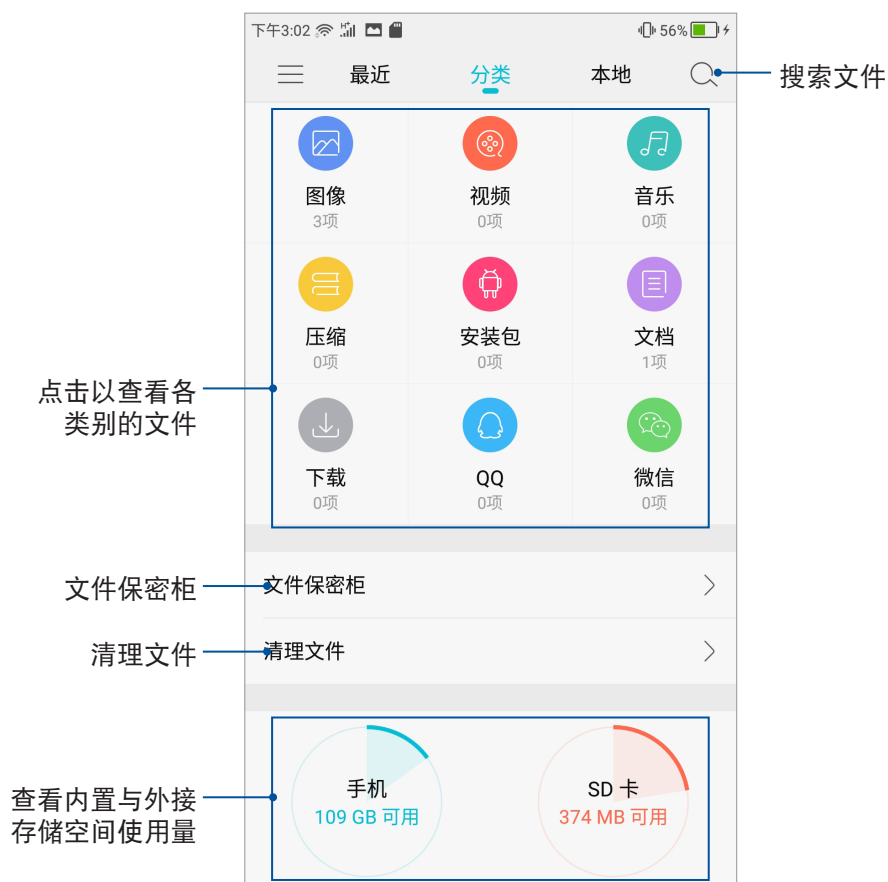 下午3:02
56%
最近 分类 本地
搜索文件
图像 视频 音乐
3项 0项 0项
压缩 安装包 文档
0项 0项 1项
点击以查看各
类别的文件
下载 QQ 微信
0项 0项 0项
文件保密柜
文件保密柜
清理文件
清理文件
查看内置与外接
存储空间使用量
手机 SD 卡
109 GB 可用 374 MB 可用